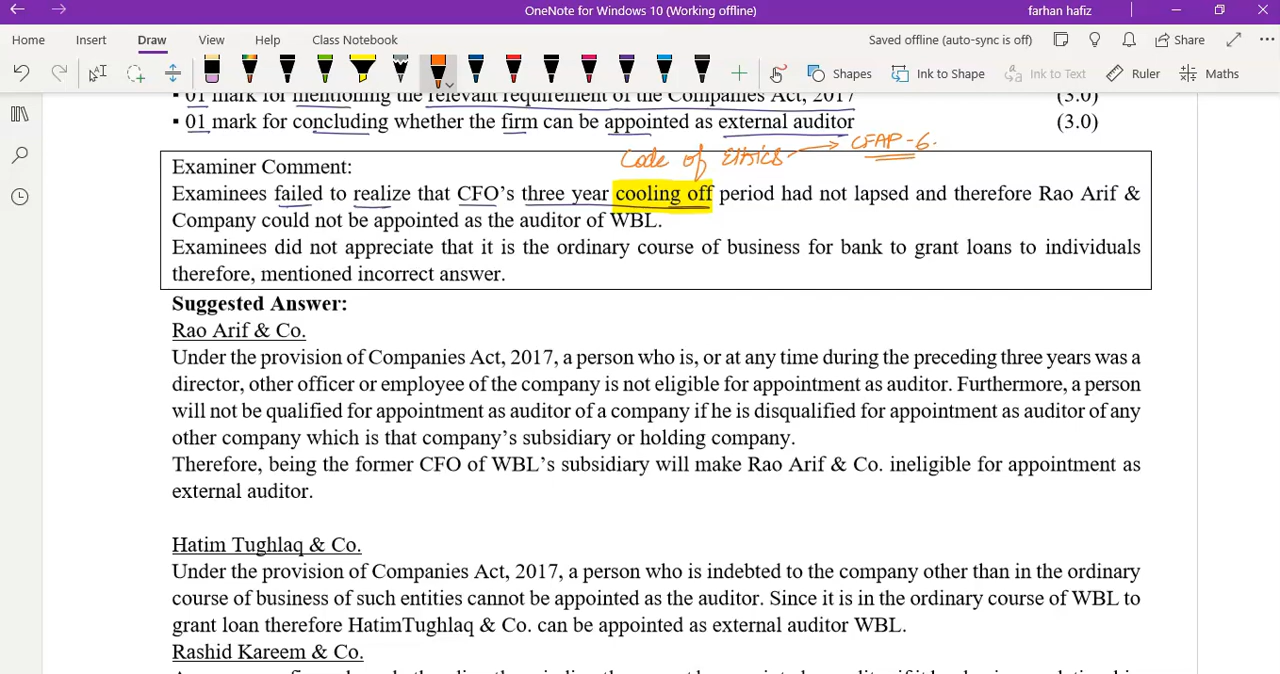 OneNote for Windows 10 (Working offline)
farhan hafiz
Home Insert Draw View Help Class Notebook
Saved offline (auto-sync is off) Share
Shapes Ink to Shape Ink to Text Ruler Maths
▪ 01 mark for mentioning the relevant requirement of the Companies Act, 2017 (3.0)
▪ 01 mark for concluding whether the firm can be appointed as external auditor (3.0)
Code of Ethics → CFAP-6.
Examiner Comment:
Examinees failed to realize that CFO's three year cooling off period had not lapsed and therefore Rao Arif &
Company could not be appointed as the auditor of WBL.
Examinees did not appreciate that it is the ordinary course of business for bank to grant loans to individuals
therefore, mentioned incorrect answer.
Suggested Answer:
Rao Arif & Co.
Under the provision of Companies Act, 2017, a person who is, or at any time during the preceding three years was a
director, other officer or employee of the company is not eligible for appointment as auditor. Furthermore, a person
will not be qualified for appointment as auditor of a company if he is disqualified for appointment as auditor of any
other company which is that company's subsidiary or holding company.
Therefore, being the former CFO of WBL's subsidiary will make Rao Arif & Co. ineligible for appointment as
external auditor.
Hatim Tughlaq & Co.
Under the provision of Companies Act, 2017, a person who is indebted to the company other than in the ordinary
course of business of such entities cannot be appointed as the auditor. Since it is in the ordinary course of WBL to
grant loan therefore HatimTughlaq & Co. can be appointed as external auditor WBL.
Rashid Kareem & Co.